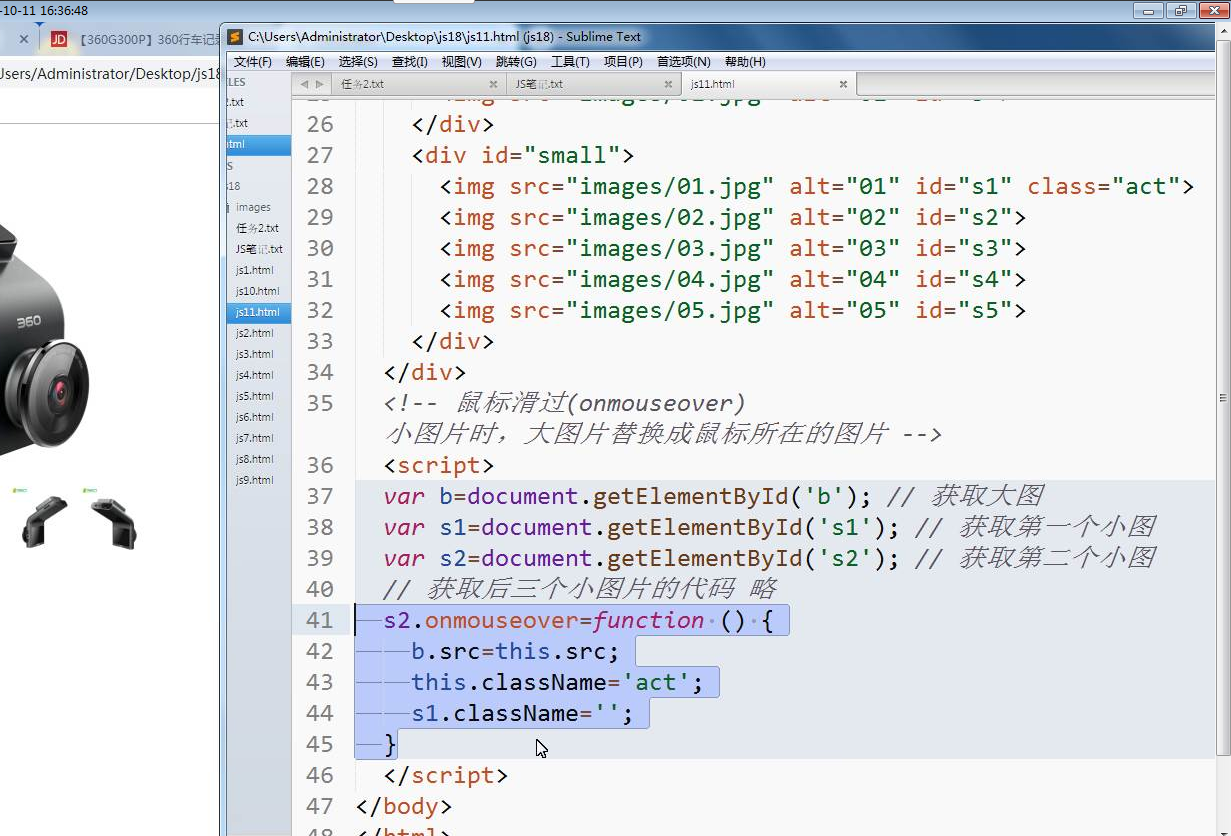 -10-11 16:36:48
【360G300P】360行车记录
C:\Users\Administrator\Desktop\js18\js11.html (js18) - Sublime Text
文件(F) 编辑(E) 选择(S) 查找(I) 视图(V) 跳转(G) 工具(T) 项目(P) 首选项(N) 帮助(H)
Jsers/Administrator/Desktop/js18
任务2.txt
JS笔记.txt
js11.html
LES
2.txt
记.txt
html
S
s18
images
任务2.txt
JS笔记.txt
js1.html
js10.html
js11.html
js2.html
js3.html
js4.html
js5.html
js6.html
js7.html
js8.html
js9.html
360
26 </div>
27 <div id="small">
28 <img src="images/01.jpg" alt="01" id="s1" class="act">
29 <img src="images/02.jpg" alt="02" id="s2">
30 <img src="images/03.jpg" alt="03" id="s3">
31 <img src="images/04.jpg" alt="04" id="s4">
32 <img src="images/05.jpg" alt="05" id="s5">
33 </div>
34 </div>
35 <!-- 鼠标滑过(onmouseover)
小图片时，大图片替换成鼠标所在的图片 -->
36 <script>
37 var b=document.getElementById('b'); // 获取大图
38 var s1=document.getElementById('s1'); // 获取第一个小图
39 var s2=document.getElementById('s2'); // 获取第二个小图
40 // 获取后三个小图片的代码 略
41 s2.onmouseover=function () {
42 b.src=this.src;
43 this.className='act';
44 s1.className='';
45 }
46 </script>
47 </body>
48 </html>